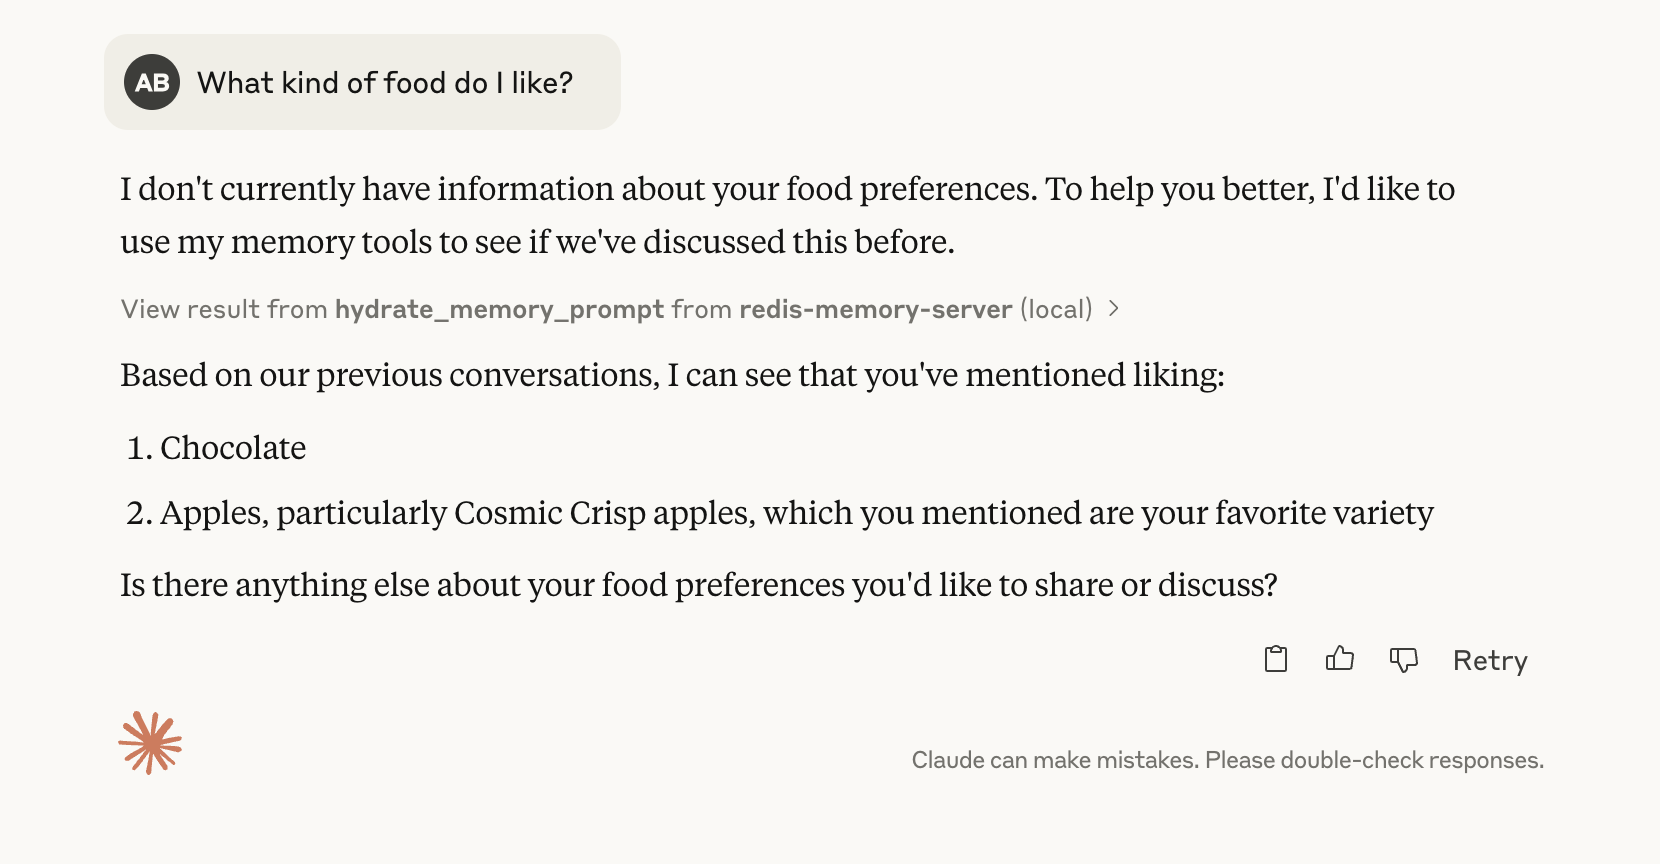 AB What kind of food do I like?
I don't currently have information about your food preferences. To help you better, I'd like to
use my memory tools to see if we've discussed this before.
View result from hydrate_memory_prompt from redis-memory-server (local)
Based on our previous conversations, I can see that you've mentioned liking:
1. Chocolate
2. Apples, particularly Cosmic Crisp apples, which you mentioned are your favorite variety
Is there anything else about your food preferences you'd like to share or discuss?
Retry
Claude can make mistakes. Please double-check responses.